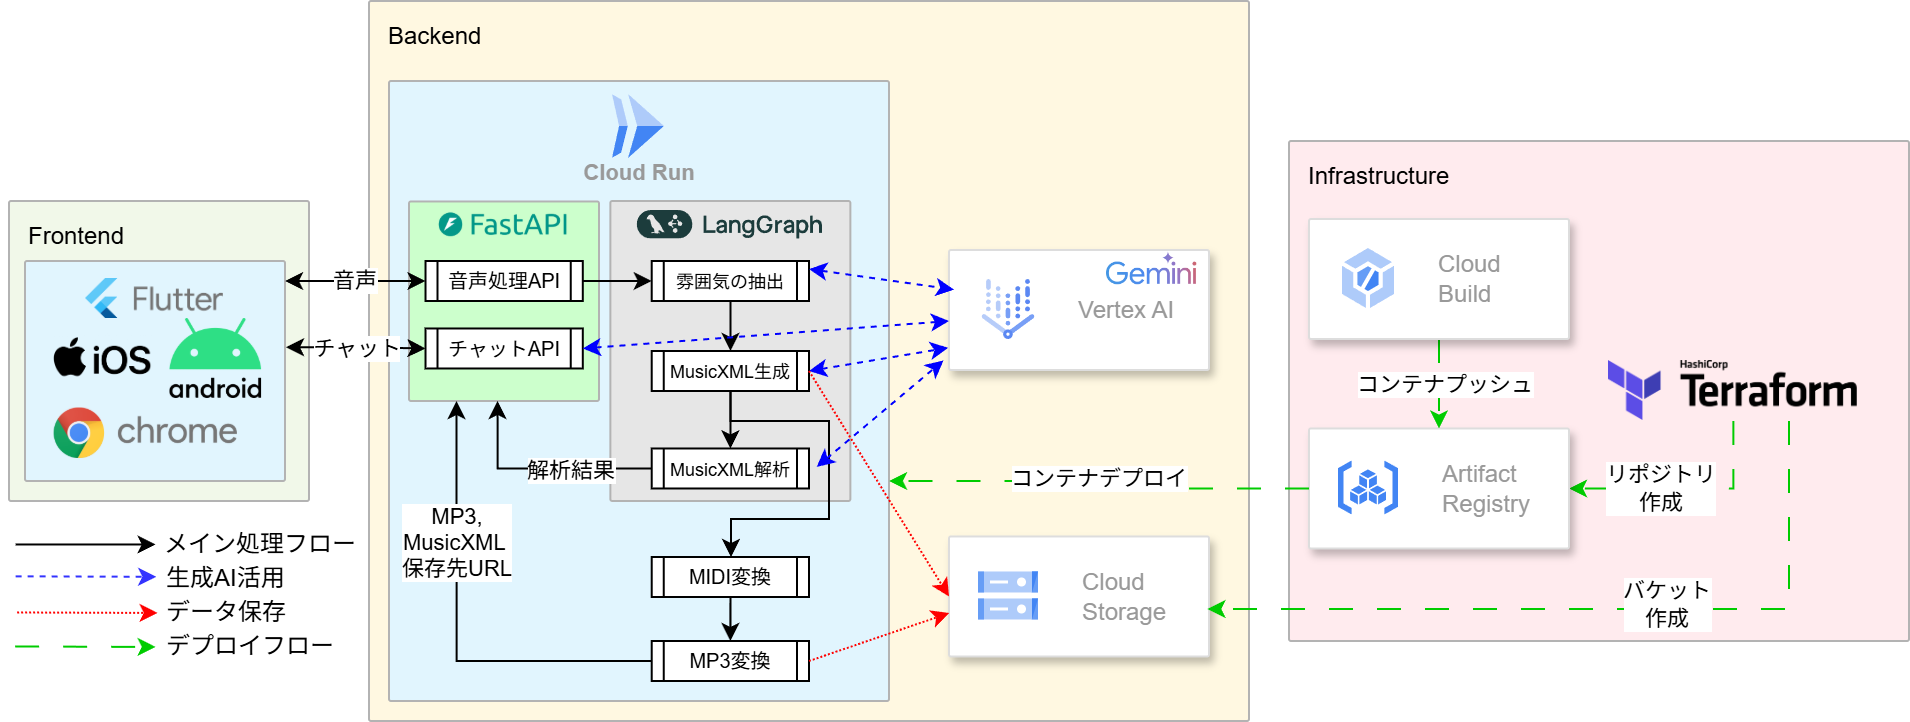 Backend
Cloud Run
FastAPI
LangGraph
Frontend
Flutter
iOS
android
chrome
音声
チャット
音声処理API
チャットAPI
雰囲気の抽出
MusicXML生成
MusicXML解析
解析結果
MP3,
MusicXML
保存先URL
MIDI変換
MP3変換
Gemini
Vertex AI
コンテナデプロイ
Cloud
Storage
Infrastructure
Cloud
Build
コンテナプッシュ
HashiCorp
Terraform
Artifact
Registry
リポジトリ
作成
バケット
作成
メイン処理フロー
生成AI活用
データ保存
デプロイフロー